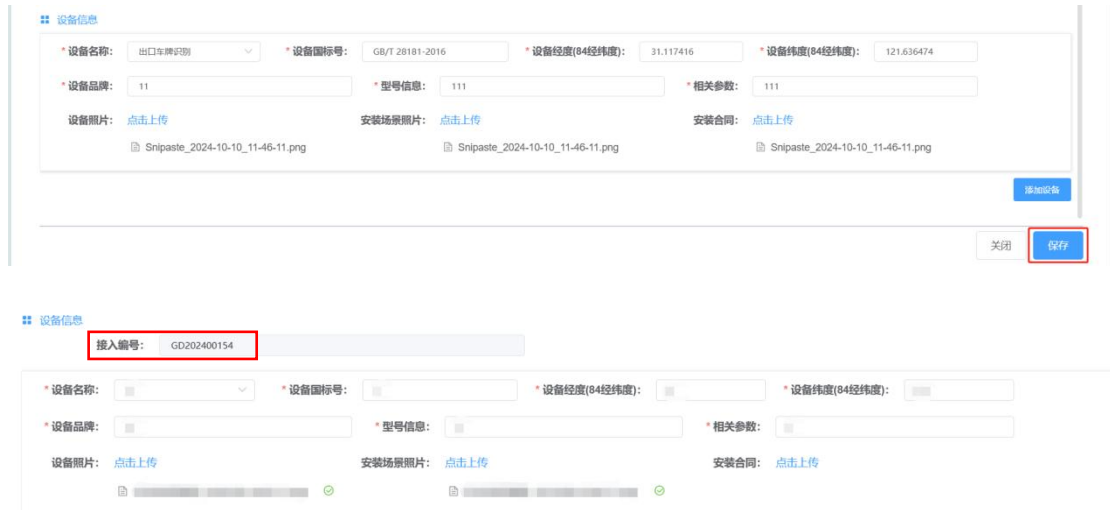 设备信息
*设备名称： 出口车牌识别 *设备国标号： GB/T 28181-2016 *设备经度(84经纬度)： 31.117416 *设备纬度(84经纬度)： 121.636474
*设备品牌： 11 *型号信息： 111 *相关参数： 111
设备照片： 点击上传 安装场景照片： 点击上传 安装合同： 点击上传
Snipaste_2024-10-10_11-46-11.png Snipaste_2024-10-10_11-46-11.png Snipaste_2024-10-10_11-46-11.png
添加设备
关闭 保存
设备信息
接入编号： GD202400154
*设备名称： *设备国标号： *设备经度(84经纬度)： *设备纬度(84经纬度)：
*设备品牌： *型号信息： *相关参数：
设备照片： 点击上传 安装场景照片： 点击上传 安装合同： 点击上传